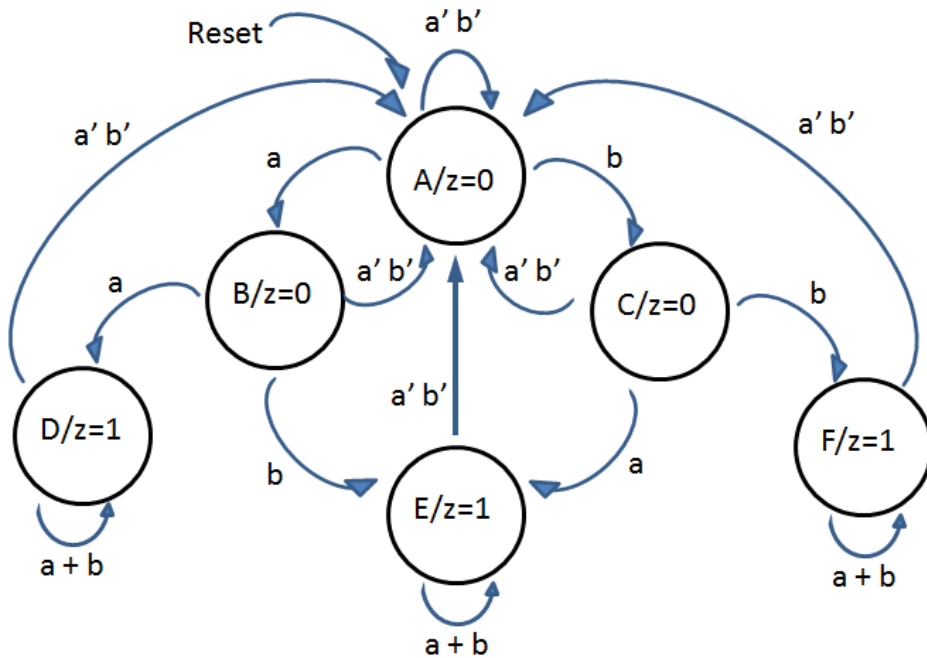 Reset
a' b'
a' b'
a' b'
a
b
A/z=0
a
B/z=0
a' b'
a' b'
C/z=0
b
a' b'
D/z=1
F/z=1
b
a
E/z=1
a + b
a + b
a + b